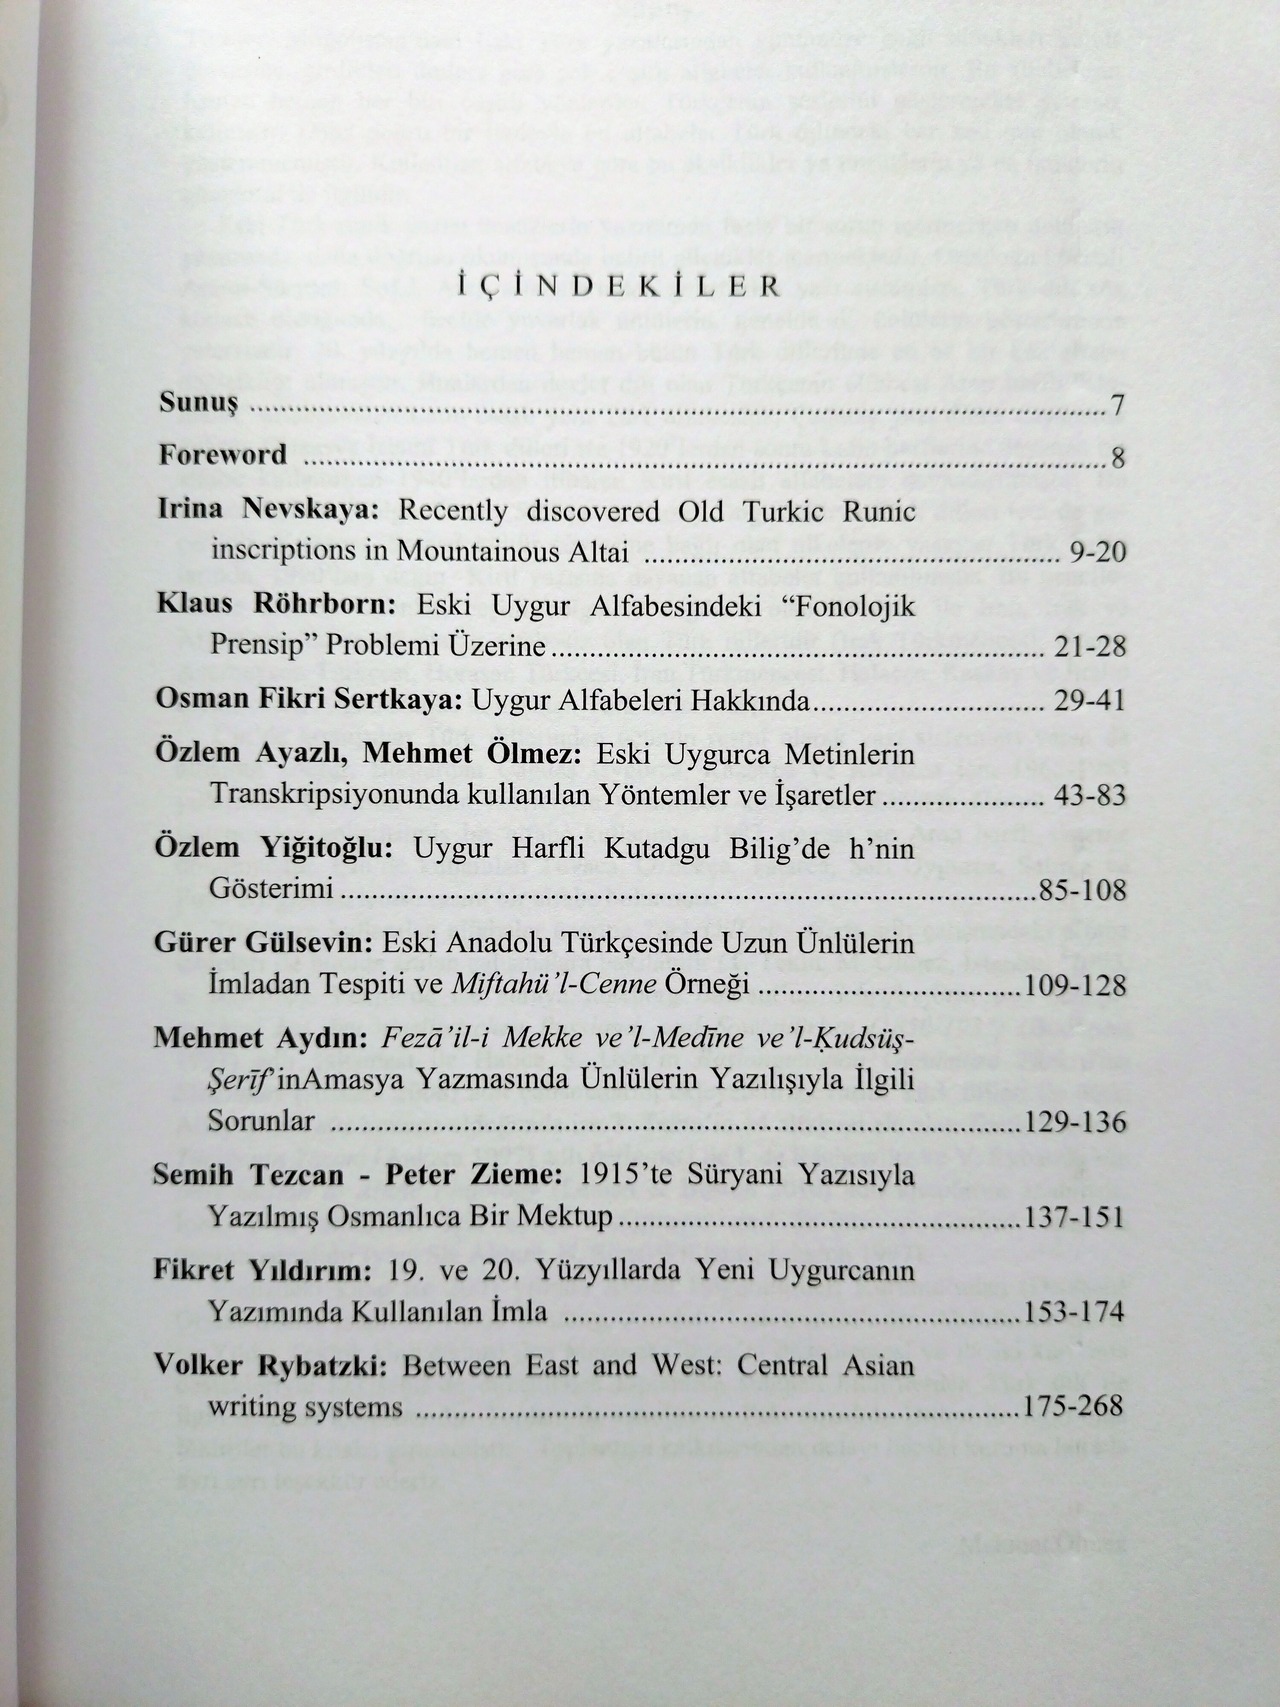 İÇİNDEKİLER
Sunuş ........................................................................................................ 7
Foreword ................................................................................................... 8
Irina Nevskaya: Recently discovered Old Turkic Runic
inscriptions in Mountainous Altai .................................................... 9-20
Klaus Röhrborn: Eski Uygur Alfabesindeki “Fonolojik
Prensip” Problemi Üzerine ............................................................... 21-28
Osman Fikri Sertkaya: Uygur Alfabeleri Hakkında .............................. 29-41
Özlem Ayazlı, Mehmet Ölmez: Eski Uygurca Metinlerin
Transkripsiyonunda kullanılan Yöntemler ve İşaretler ..................... 43-83
Özlem Yiğitoğlu: Uygur Harfli Kutadgu Bilig’de h’nin
Gösterimi ......................................................................................... 85-108
Gürer Gülsevin: Eski Anadolu Türkçesinde Uzun Ünlülerin
İmladan Tespiti ve Miftahü’l-Cenne Örneği .................................. 109-128
Mehmet Aydın: Fezā’il-i Mekke ve’l-Medīne ve’l-Ḳudsüş-
Şerīf’inAmasya Yazmasında Ünlülerin Yazılışıyla İlgili
Sorunlar ......................................................................................... 129-136
Semih Tezcan - Peter Zieme: 1915’te Süryani Yazısıyla
Yazılmış Osmanlıca Bir Mektup .................................................... 137-151
Fikret Yıldırım: 19. ve 20. Yüzyıllarda Yeni Uygurcanın
Yazımında Kullanılan İmla ........................................................... 153-174
Volker Rybatzki: Between East and West: Central Asian
writing systems .............................................................................. 175-268